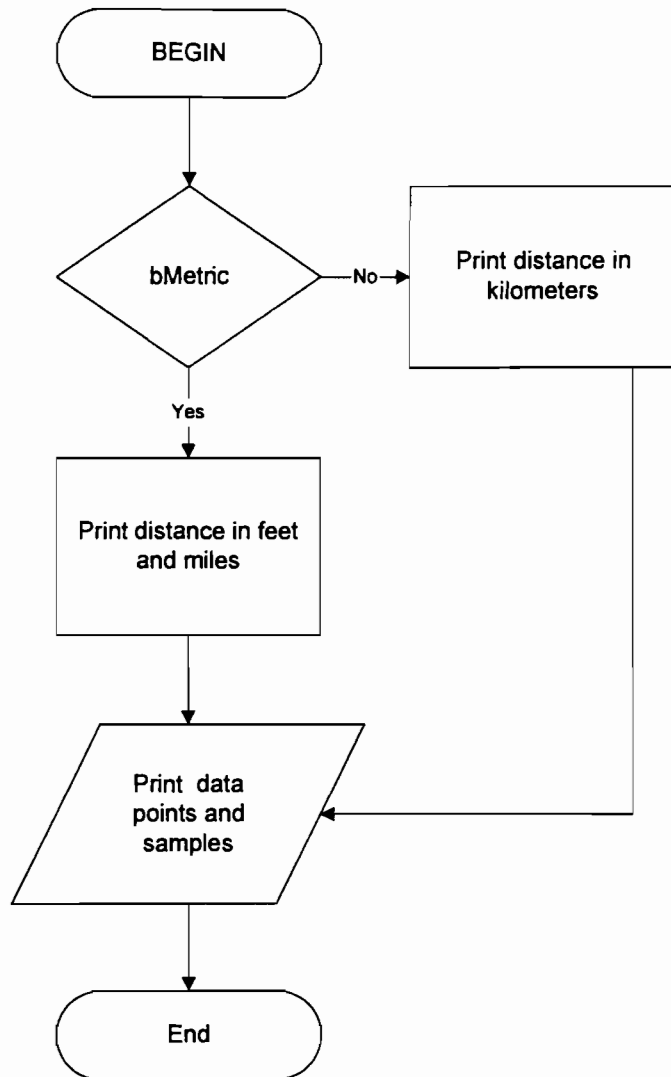 BEGIN
bMetric
No
Print distance in
kilometers
Yes
Print distance in feet
and miles
Print data
points and
samples
End